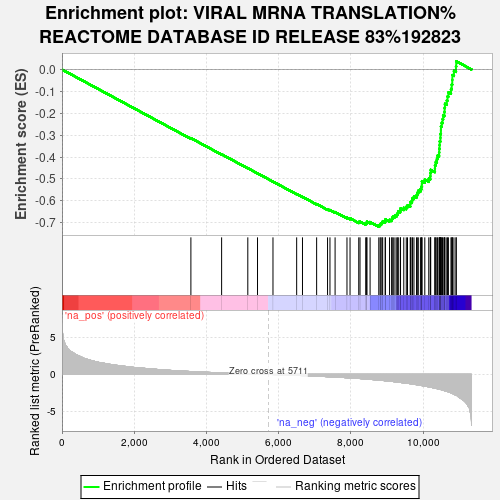 Enrichment plot: VIRAL MRNA TRANSLATION%
REACTOME DATABASE ID RELEASE 83%192823
Enrichment score (ES)
0.0
-0.1
-0.2
-0.3
-0.4
-0.5
-0.6
-0.7
'na_pos' (positively correlated)
Ranked list metric (PreRanked)
5
0
-5
Zero cross at 5711
'na_neg' (negatively correlated)
0
2,000
4,000
6,000
8,000
10,000
Rank in Ordered Dataset
Enrichment profile
Hits
Ranking metric scores